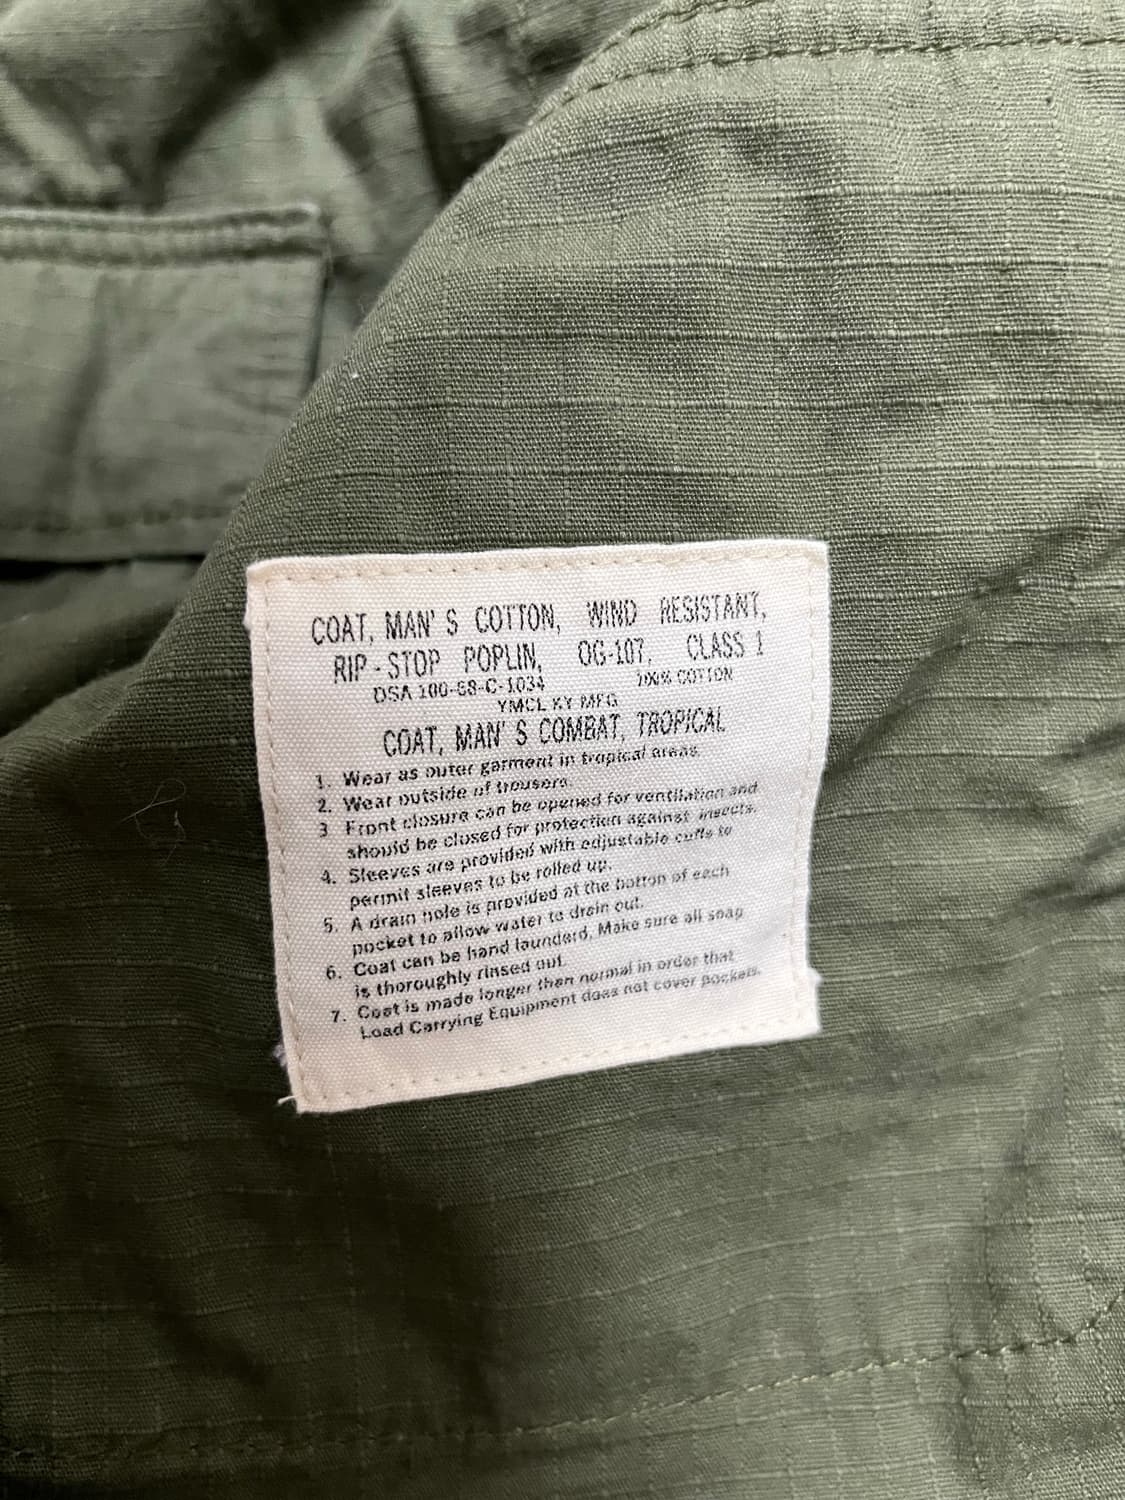 COAT, MAN'S COTTON, WIND RESISTANT,
RIP-STOP POPLIN, OG-107, CLASS 1
DSA 100-68-C-1034 100% COTTON
YMCL KY MFG
COAT, MAN'S COMBAT, TROPICAL
1. Wear as outer garment in tropical areas.
2. Wear outside of trousers.
3 Front closure can be opened for ventilation and
should be closed for protection against insects.
4. Sleeves are provided with adjustable cuffs to
permit sleeves to be rolled up.
5. A drain hole is provided at the botton of each
pocket to allow water to drain out.
6. Coat can be hand launderd, Make sure all soap
is thoroughly rinsed out.
7. Coat is made longer than normal in order that
Load Carrying Equipment does not cover pockets.